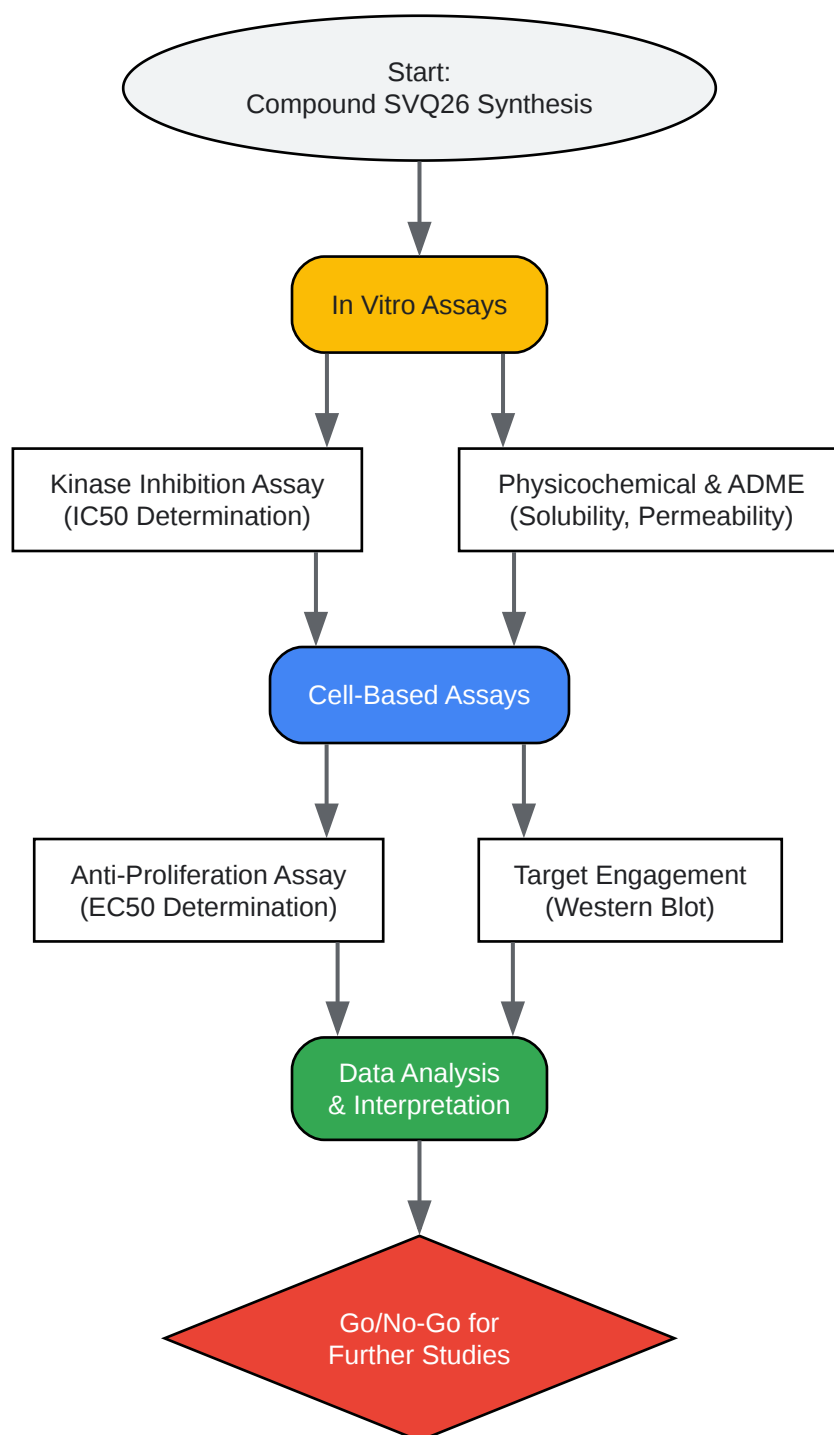 Start:
Compound SVQ26 Synthesis
In Vitro Assays
Kinase Inhibition Assay
(IC50 Determination)
Physicochemical & ADME
(Solubility, Permeability)
Cell-Based Assays
Anti-Proliferation Assay
(EC50 Determination)
Target Engagement
(Western Blot)
Data Analysis
& Interpretation
Go/No-Go for
Further Studies